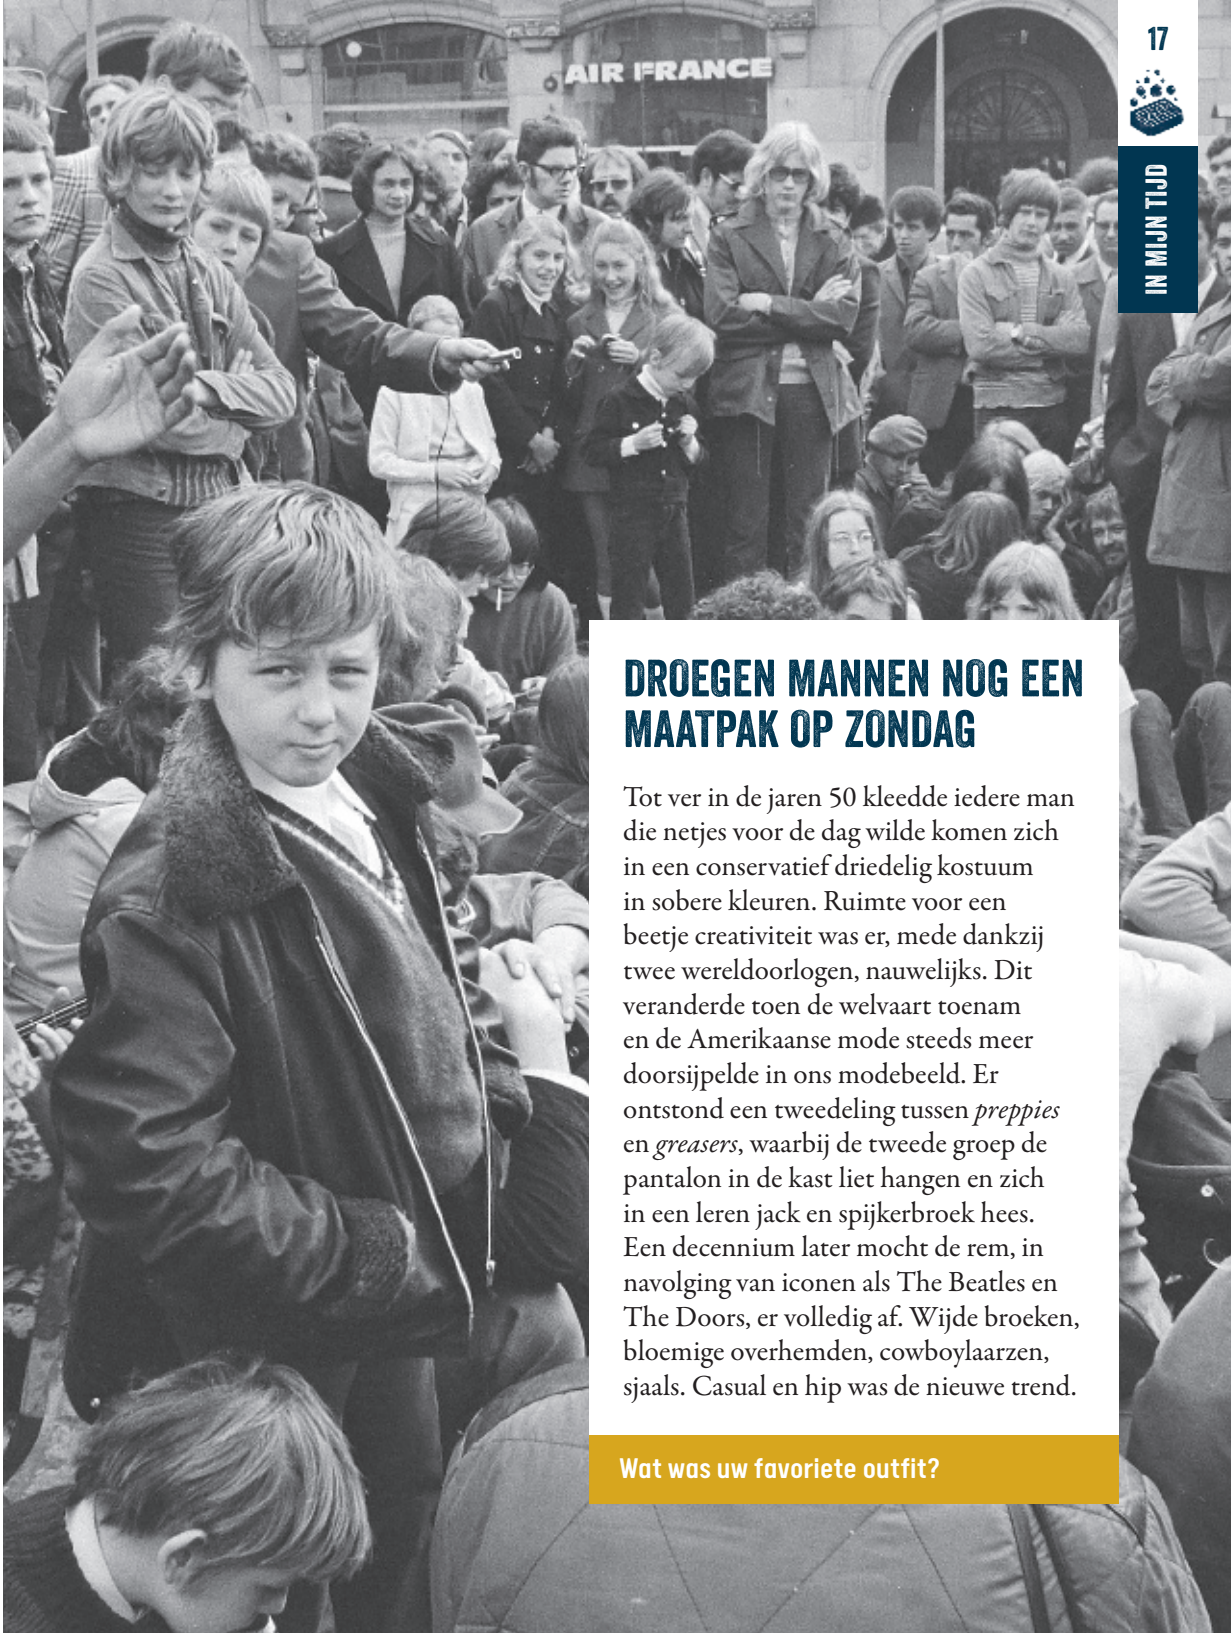 AIR FRANCE
17
IN MIJN TIJD
DROEGEN MANNEN NOG EEN
MAATPAK OP ZONDAG
Tot ver in de jaren 50 kleedde iedere man
die netjes voor de dag wilde komen zich
in een conservatief driedelig kostuum
in sobere kleuren. Ruimte voor een
beetje creativiteit was er, mede dankzij
twee wereldoorlogen, nauwelijks. Dit
veranderde toen de welvaart toenam
en de Amerikaanse mode steeds meer
doorsijpelde in ons modebeeld. Er
ontstond een tweedeling tussen preppies
en greasers, waarbij de tweede groep de
pantalon in de kast liet hangen en zich
in een leren jack en spijkerbroek hees.
Een decennium later mocht de rem, in
navolging van iconen als The Beatles en
The Doors, er volledig af. Wijde broeken,
bloemige overhemden, cowboylaarzen,
sjaals. Casual en hip was de nieuwe trend.
Wat was uw favoriete outfit?